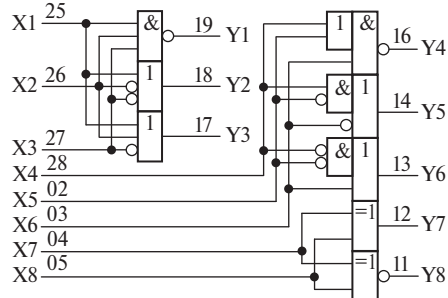 X1 25 & 19 Y1
1 & 16 Y4
X2 26 1 18 Y2
& 1 14 Y5
X3 27 1 17 Y3
X4 28 & 1 13 Y6
X5 02
X6 03 =1 12 Y7
X7 04
X8 05 =1 11 Y8